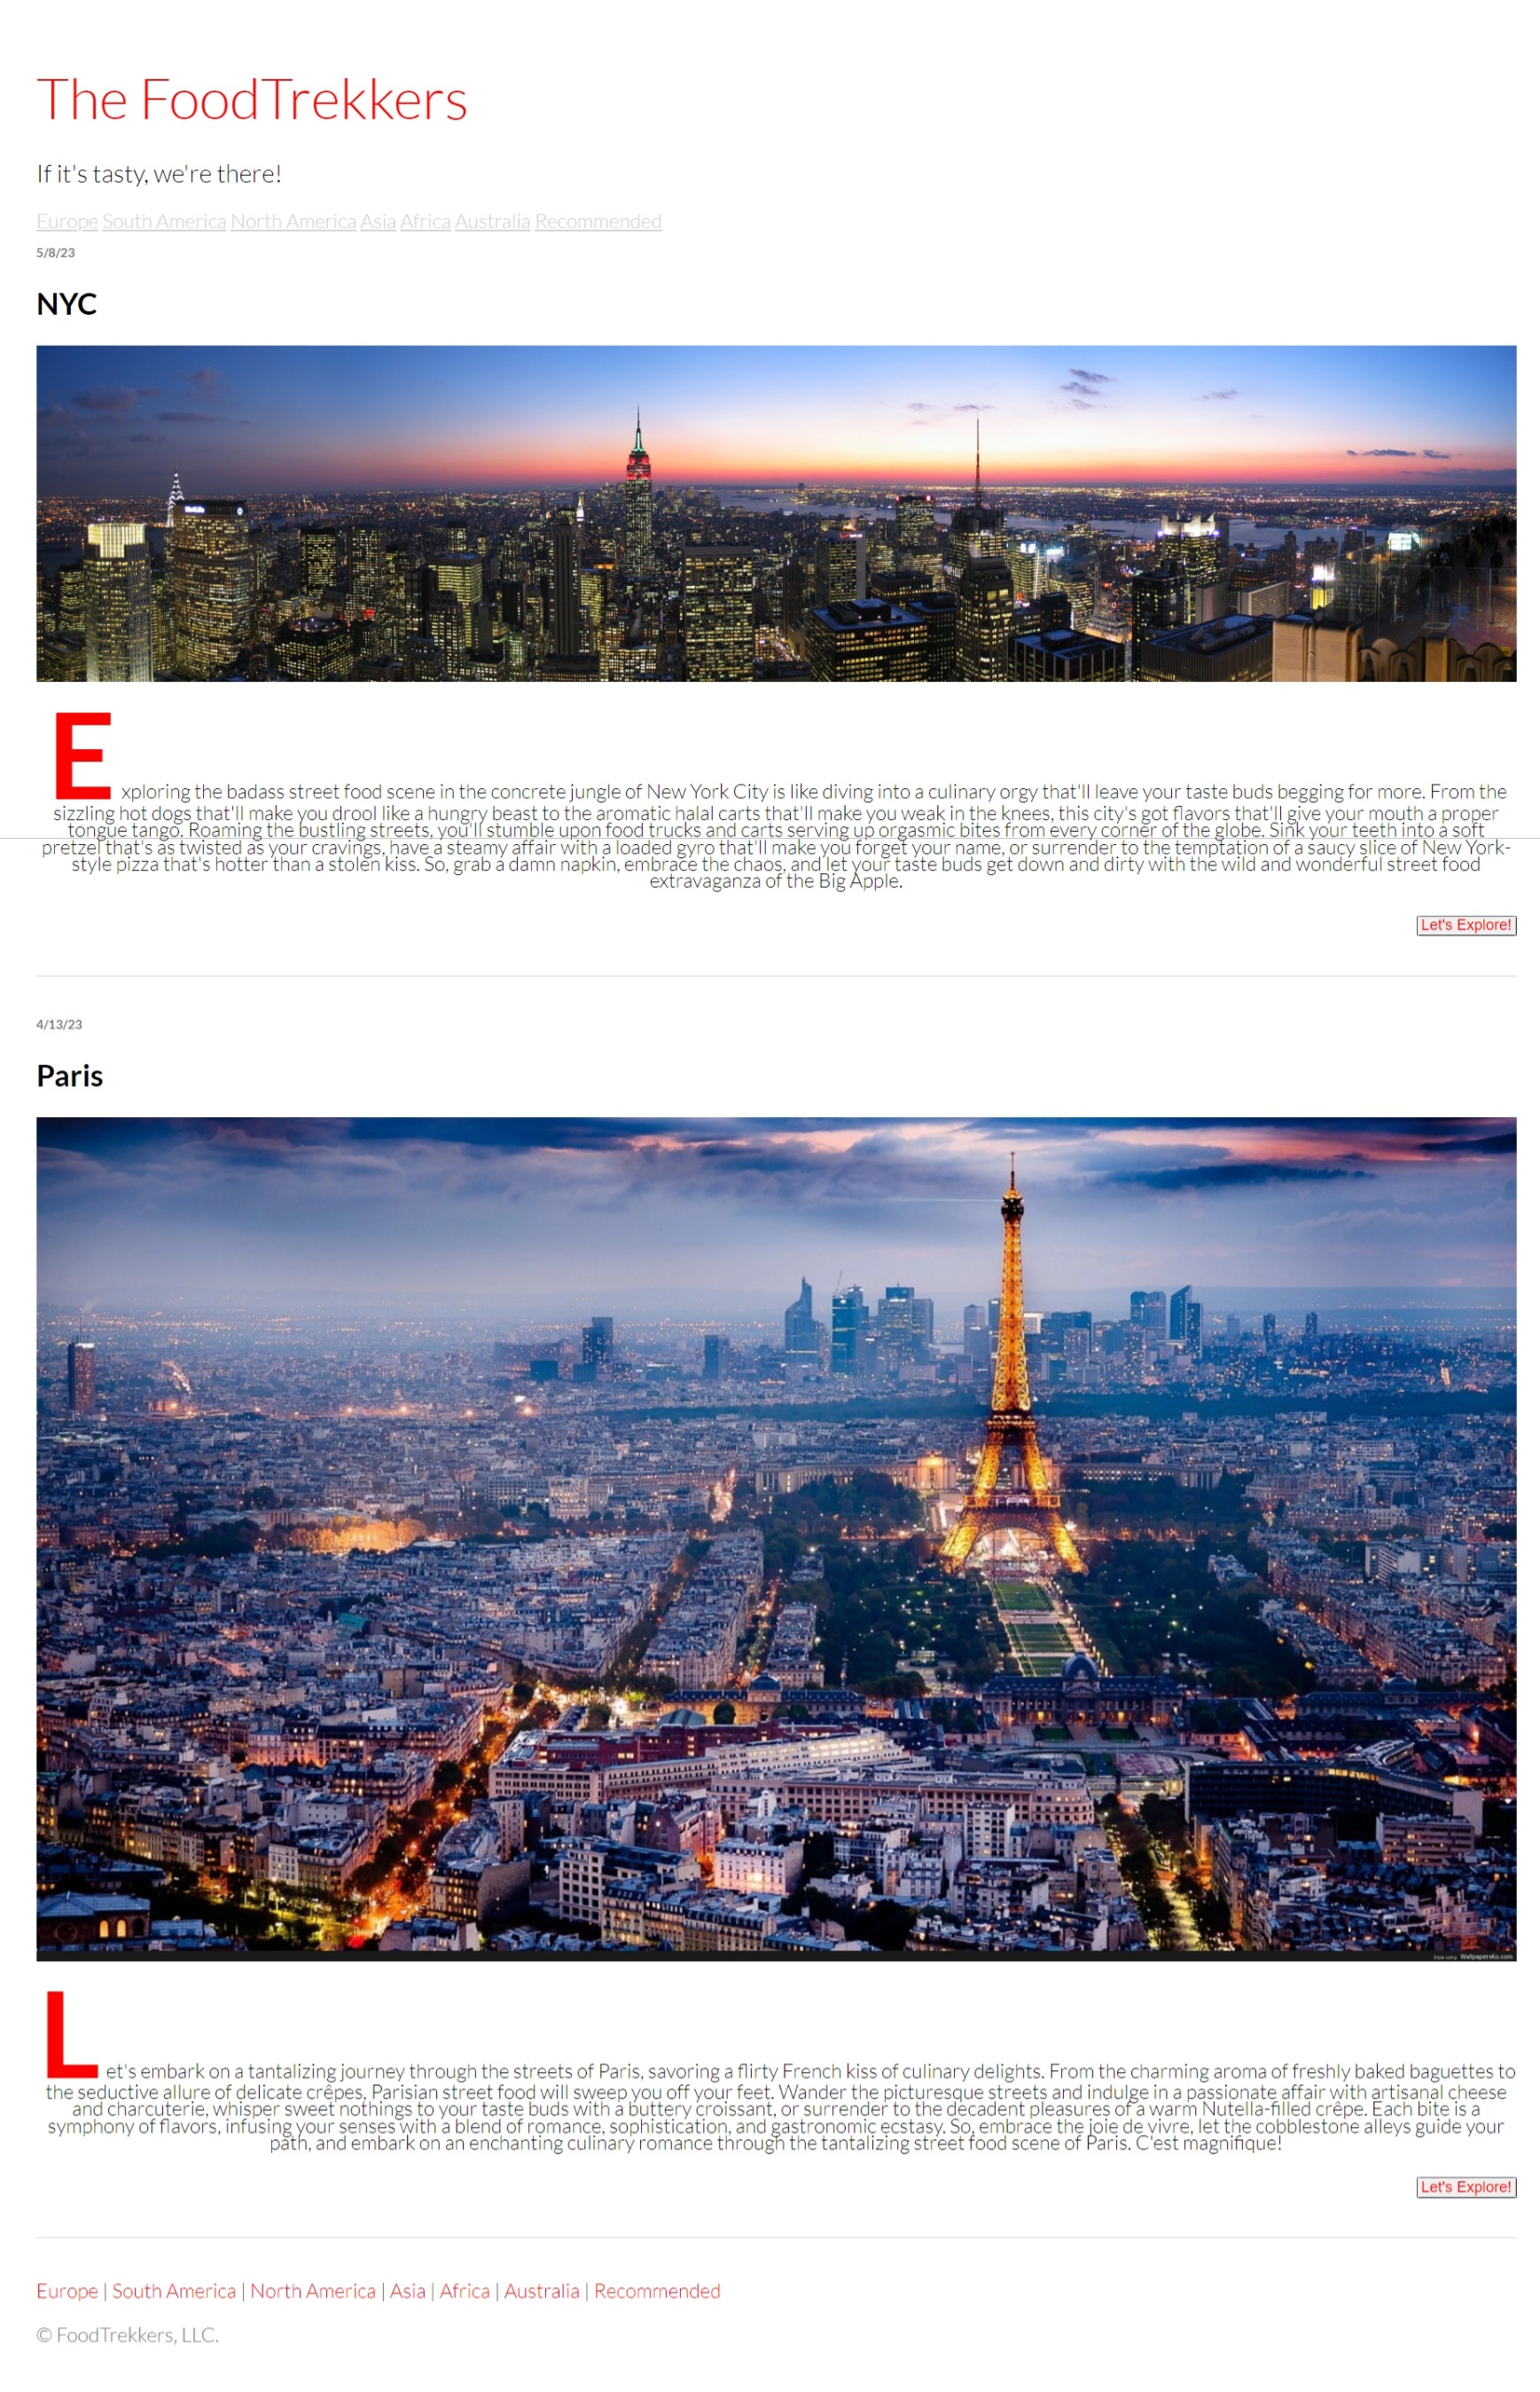 The FoodTrekkers
If it's tasty, we're there!
Europe South America North America Asia Africa Australia Recommended
5/8/23
NYC
Exploring the badass street food scene in the concrete jungle of New York City is like diving into a culinary orgy that'll leave your taste buds begging for more. From the
sizzling hot dogs that'll make you drool like a hungry beast to the aromatic halal carts that'll make you weak in the knees, this city's got flavors that'll give your mouth a proper
tongue tango. Roaming the bustling streets, you'll stumble upon food trucks and carts serving up orgasmic bites from every corner of the globe. Sink your teeth into a soft
pretzel that's as twisted as your cravings, have a steamy affair with a loaded gyro that'll make you forget your name, or surrender to the temptation of a saucy slice of New York-
style pizza that's hotter than a stolen kiss. So, grab a damn napkin, embrace the chaos, and let your taste buds get down and dirty with the wild and wonderful street food
extravaganza of the Big Apple.
Let's Explore!
4/13/23
Paris
Let's embark on a tantalizing journey through the streets of Paris, savoring a flirty French kiss of culinary delights. From the charming aroma of freshly baked baguettes to
the seductive allure of delicate crêpes, Parisian street food will sweep you off your feet. Wander the picturesque streets and indulge in a passionate affair with artisanal cheese
and charcuterie, whisper sweet nothings to your taste buds with a buttery croissant, or surrender to the decadent pleasures of a warm Nutella-filled crêpe. Each bite is a
symphony of flavors, infusing your senses with a blend of romance, sophistication, and gastronomic ecstasy. So, embrace the joie de vivre, let the cobblestone alleys guide your
path, and embark on an enchanting culinary romance through the tantalizing street food scene of Paris. C'est magnifique!
Let's Explore!
Europe | South America | North America | Asia | Africa | Australia | Recommended
© FoodTrekkers, LLC.